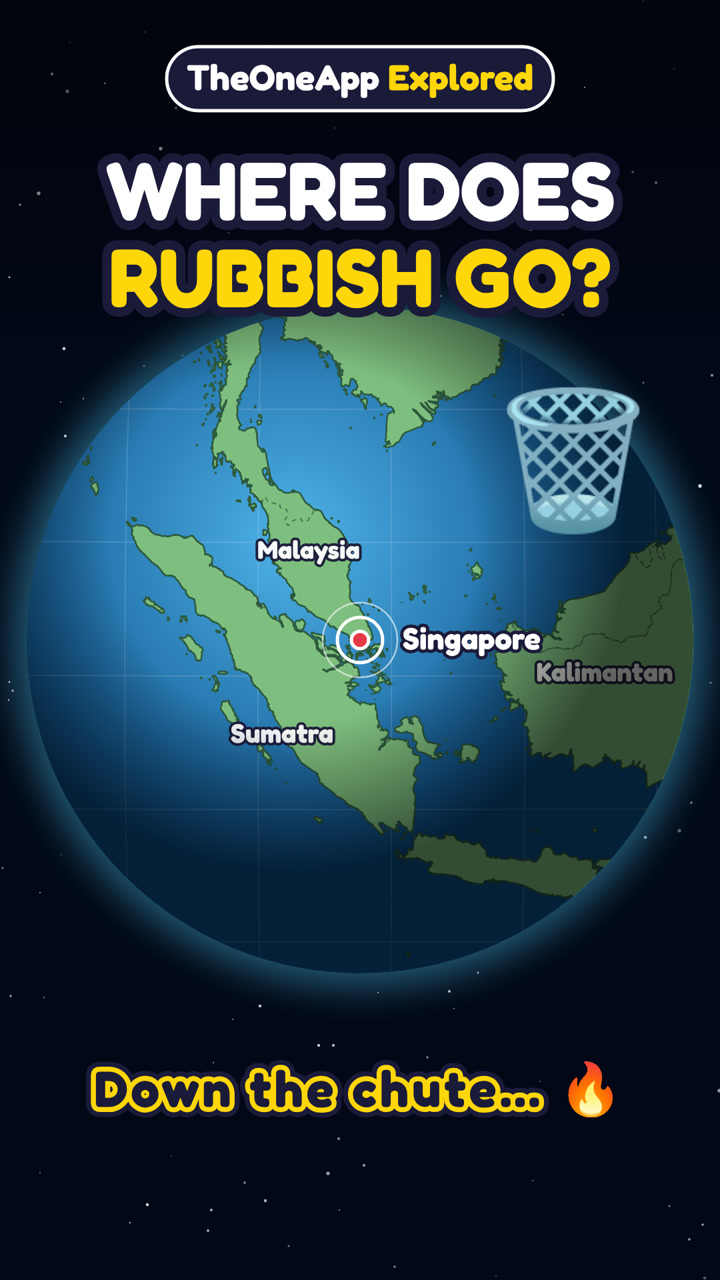 TheOneApp Explored
WHERE DOES
RUBBISH GO?
Malaysia
Singapore
Kalimantan
Sumatra
Down the chute... 🔥